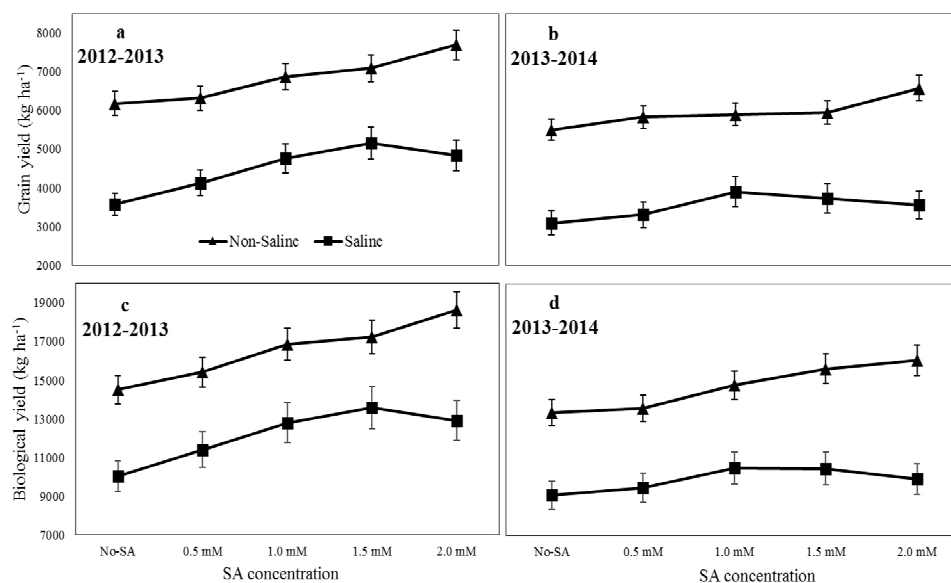 a
2012-2013
b
2013-2014
Grain yield (kg ha⁻¹)
8000
7000
6000
5000
4000
3000
2000
Non-Saline
Saline
c
2012-2013
d
2013-2014
Biological yield (kg ha⁻¹)
19000
17000
15000
13000
11000
9000
7000
No-SA 0.5 mM 1.0 mM 1.5 mM 2.0 mM
No-SA 0.5 mM 1.0 mM 1.5 mM 2.0 mM
SA concentration
SA concentration